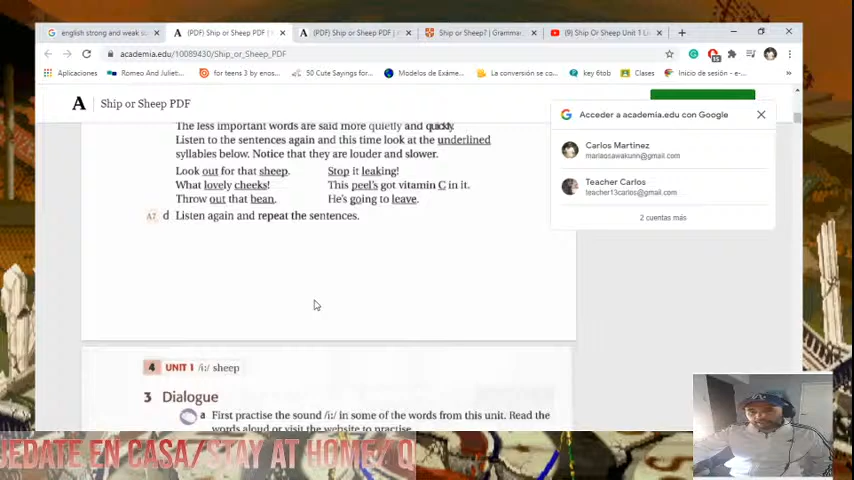 english strong and weak s
(PDF) Ship or Sheep PDF |
(PDF) Ship or Sheep PDF | A
Ship or Sheep? | Gramma
(9) Ship Or Sheep Unit 1 Li
academia.edu/10089430/Ship_or_Sheep_PDF
15
Aplicaciones
Romeo And Juliet:
for teens 3 by enos...
50 Cute Sayings for...
Modelos de Exáme...
La conversión se co...
key 6tob
Clases
Inicio de sesión - e-...
A Ship or Sheep PDF
Acceder a academia.edu con Google
Carlos Martinez
Teacher Carlos
teacher13carlos@gmail.com
2 cuentas más
The less important words are said more quietly and quickly.
Listen to the sentences again and this time look at the underlined
syllables below. Notice that they are louder and slower.
Look out for that sheep. Stop it leaking!
What lovely cheeks! This peel's got vitamin C in it.
Throw out that bean. He's going to leave.
A7 d Listen again and repeat the sentences.
4 UNIT 1 /iː/ sheep
3 Dialogue
a First practise the sound /iː/ in some of the words from this unit. Read the
words aloud or visit the website to practise.
UEDATE EN CASA/STAY AT HOME/ Q